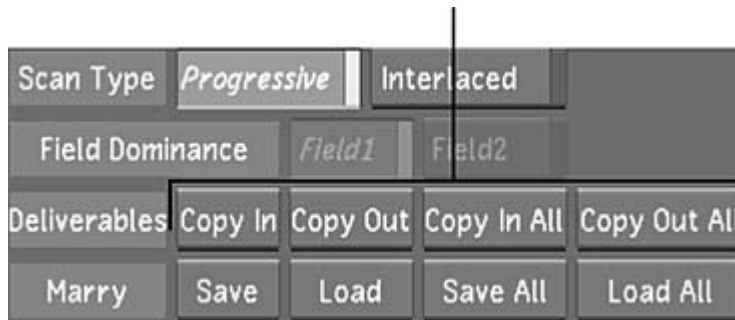 Scan Type Progressive Interlaced
Field Dominance Field1 Field2
Deliverables Copy In Copy Out Copy In All Copy Out Al
Marry Save Load Save All Load All